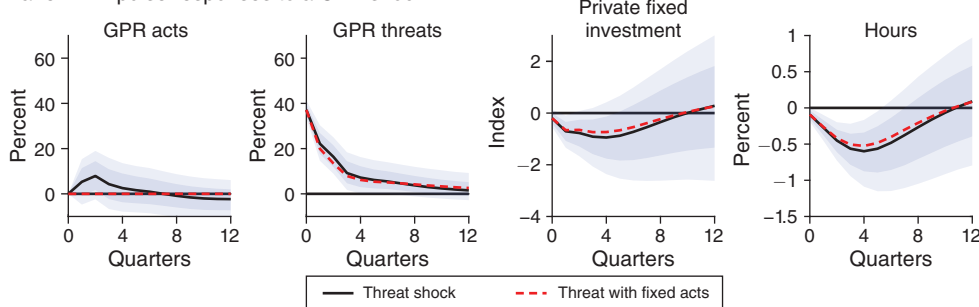 GPR acts
GPR threats
Private fixed
investment
Hours
Percent
60
40
20
0
0 4 8 12
Quarters
Percent
60
40
20
0
0 4 8 12
Quarters
Index
2
0
−2
−4
0 4 8 12
Quarters
Percent
1
0.5
0
−0.5
−1
−1.5
0 4 8 12
Quarters
Threat shock
Threat with fixed acts